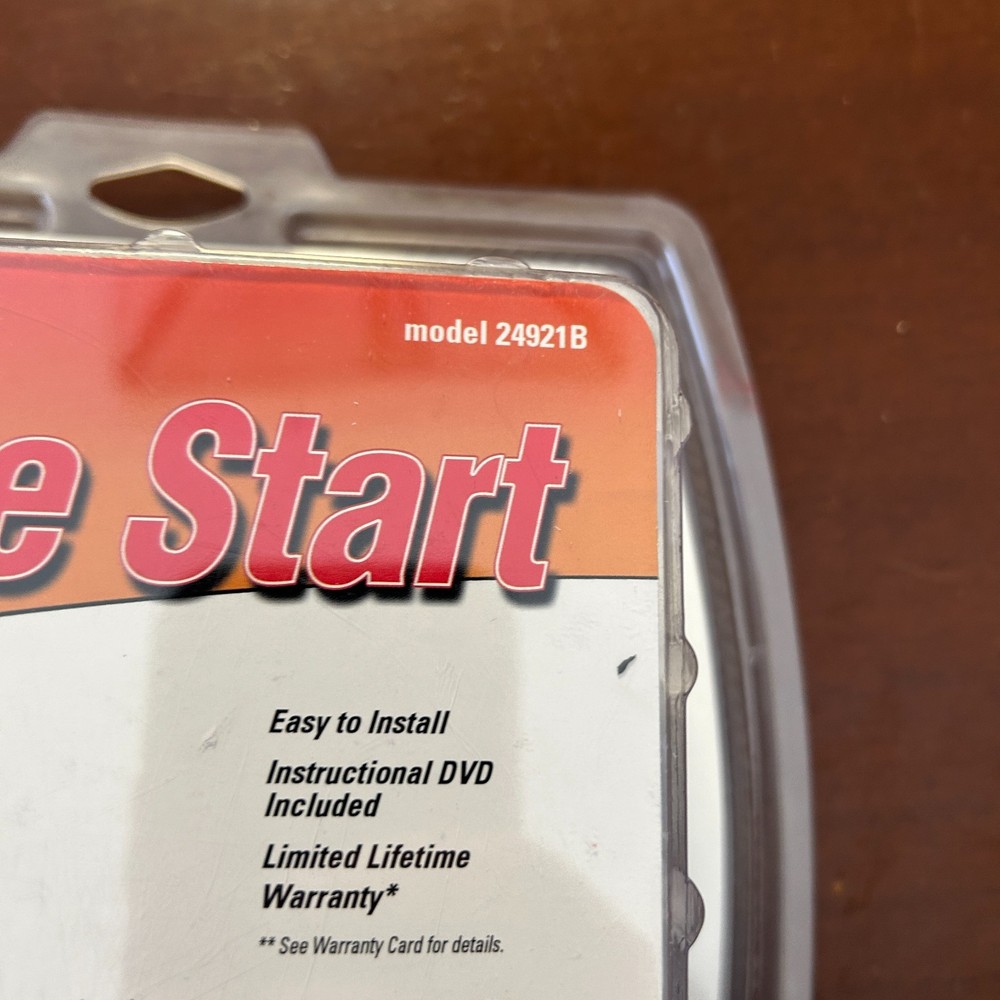 model 24921B
e Start
Easy to Install
Instructional DVD
Included
Limited Lifetime
Warranty*
** See Warranty Card for details.